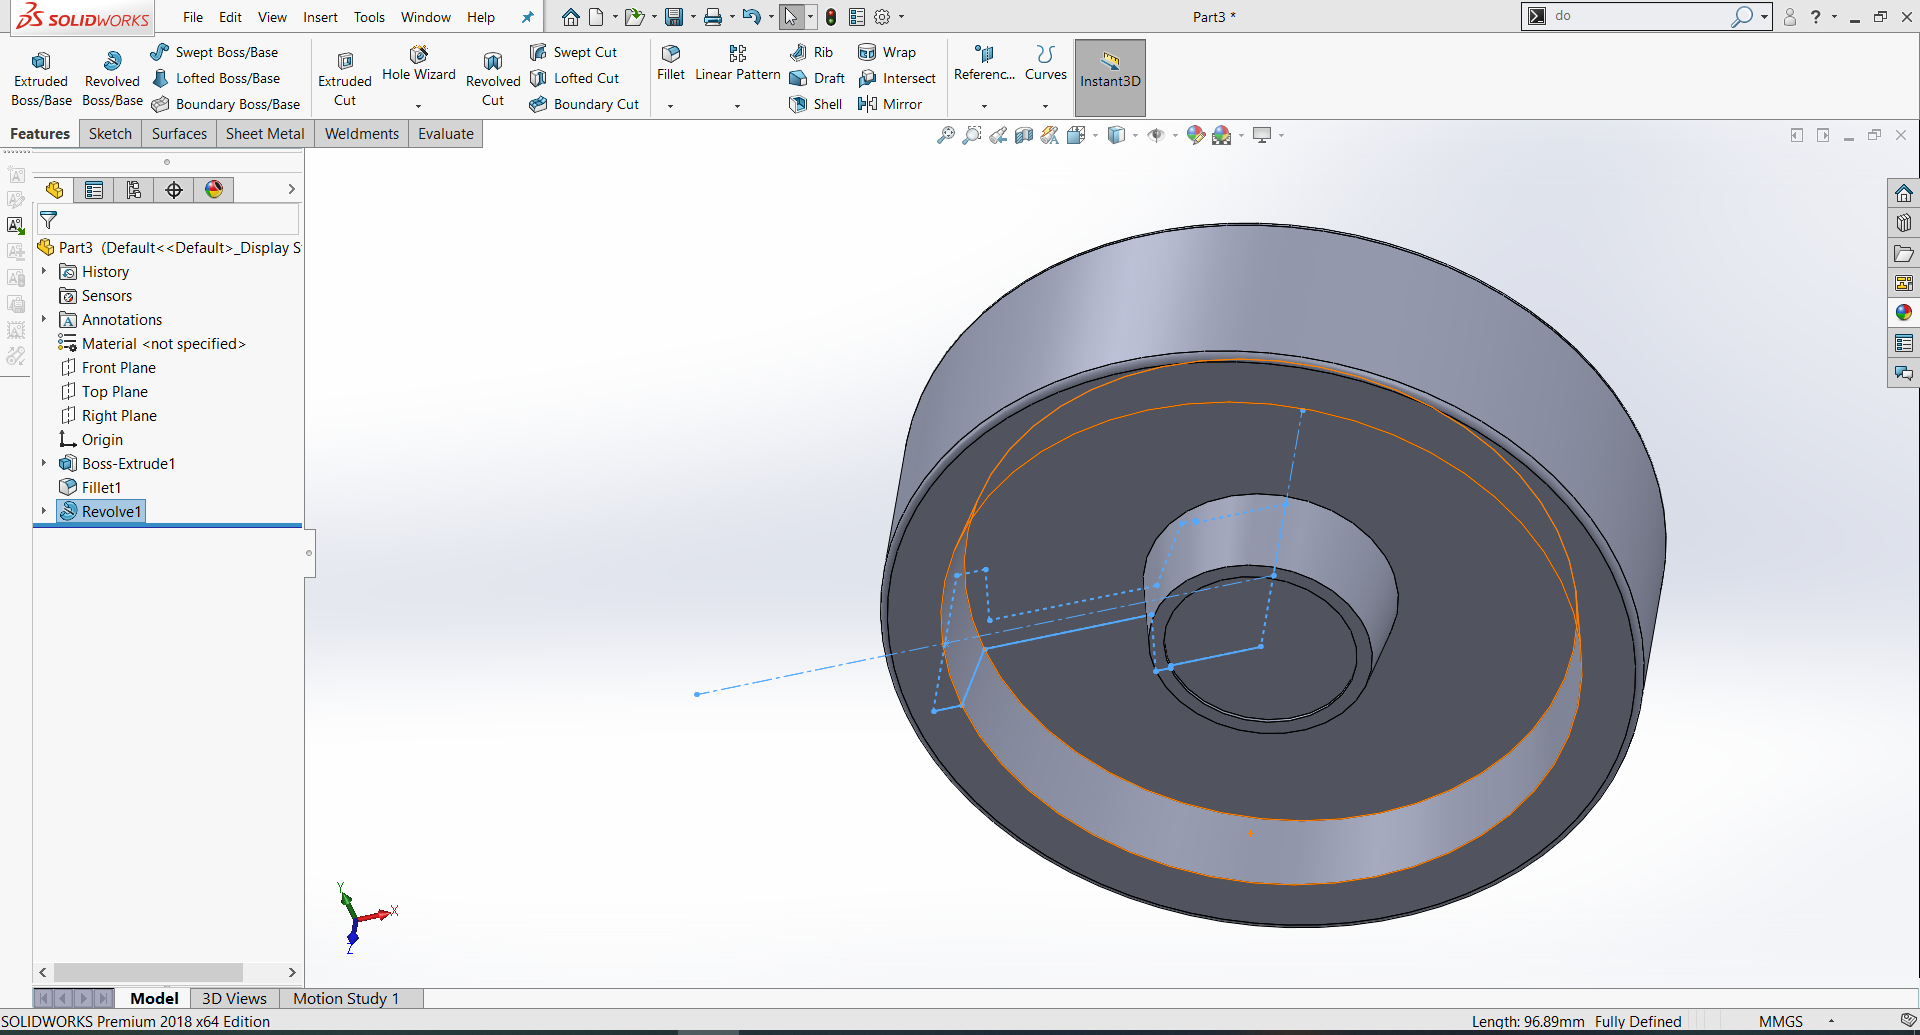 SOLIDWORKS File Edit View Insert Tools Window Help Part3 * do ?
Extruded Boss/Base
Revolved Boss/Base
Swept Boss/Base
Lofted Boss/Base
Boundary Boss/Base
Extruded Cut
Hole Wizard
Revolved Cut
Swept Cut
Lofted Cut
Boundary Cut
Fillet
Linear Pattern
Rib
Draft
Shell
Wrap
Intersect
Mirror
Referenc...
Curves
Instant3D
Features Sketch Surfaces Sheet Metal Weldments Evaluate
Part3 (Default<<Default>_Display S
History
Sensors
Annotations
Material <not specified>
Front Plane
Top Plane
Right Plane
Origin
Boss-Extrude1
Fillet1
Revolve1
Y
X
Z
Model 3D Views Motion Study 1
SOLIDWORKS Premium 2018 x64 Edition Length: 96.89mm Fully Defined MMGS